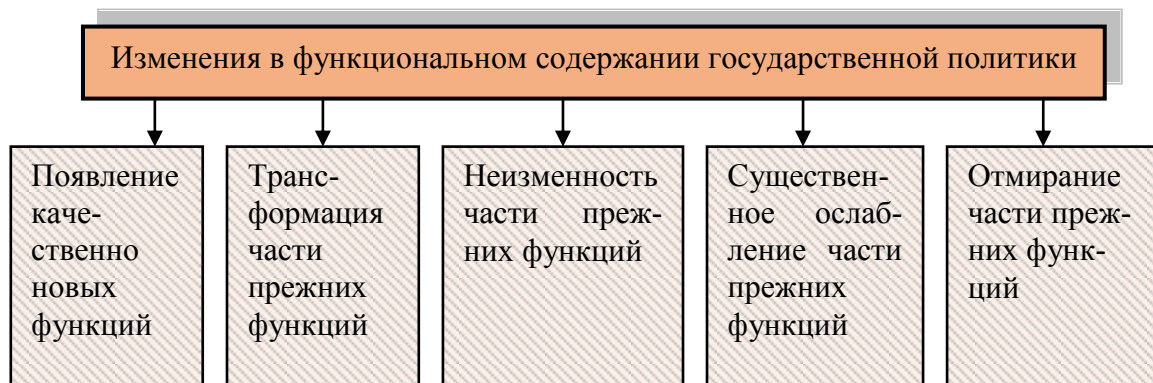 Изменения в функциональном содержании государственной политики
Появление
каче-
ственно
новых
функций
Транс-
формация
части
прежних
функций
Неизменность
части преж-
них функций
Существен-
ное ослаб-
ление части
прежних
функций
Отмирание
части преж-
них функ-
ций